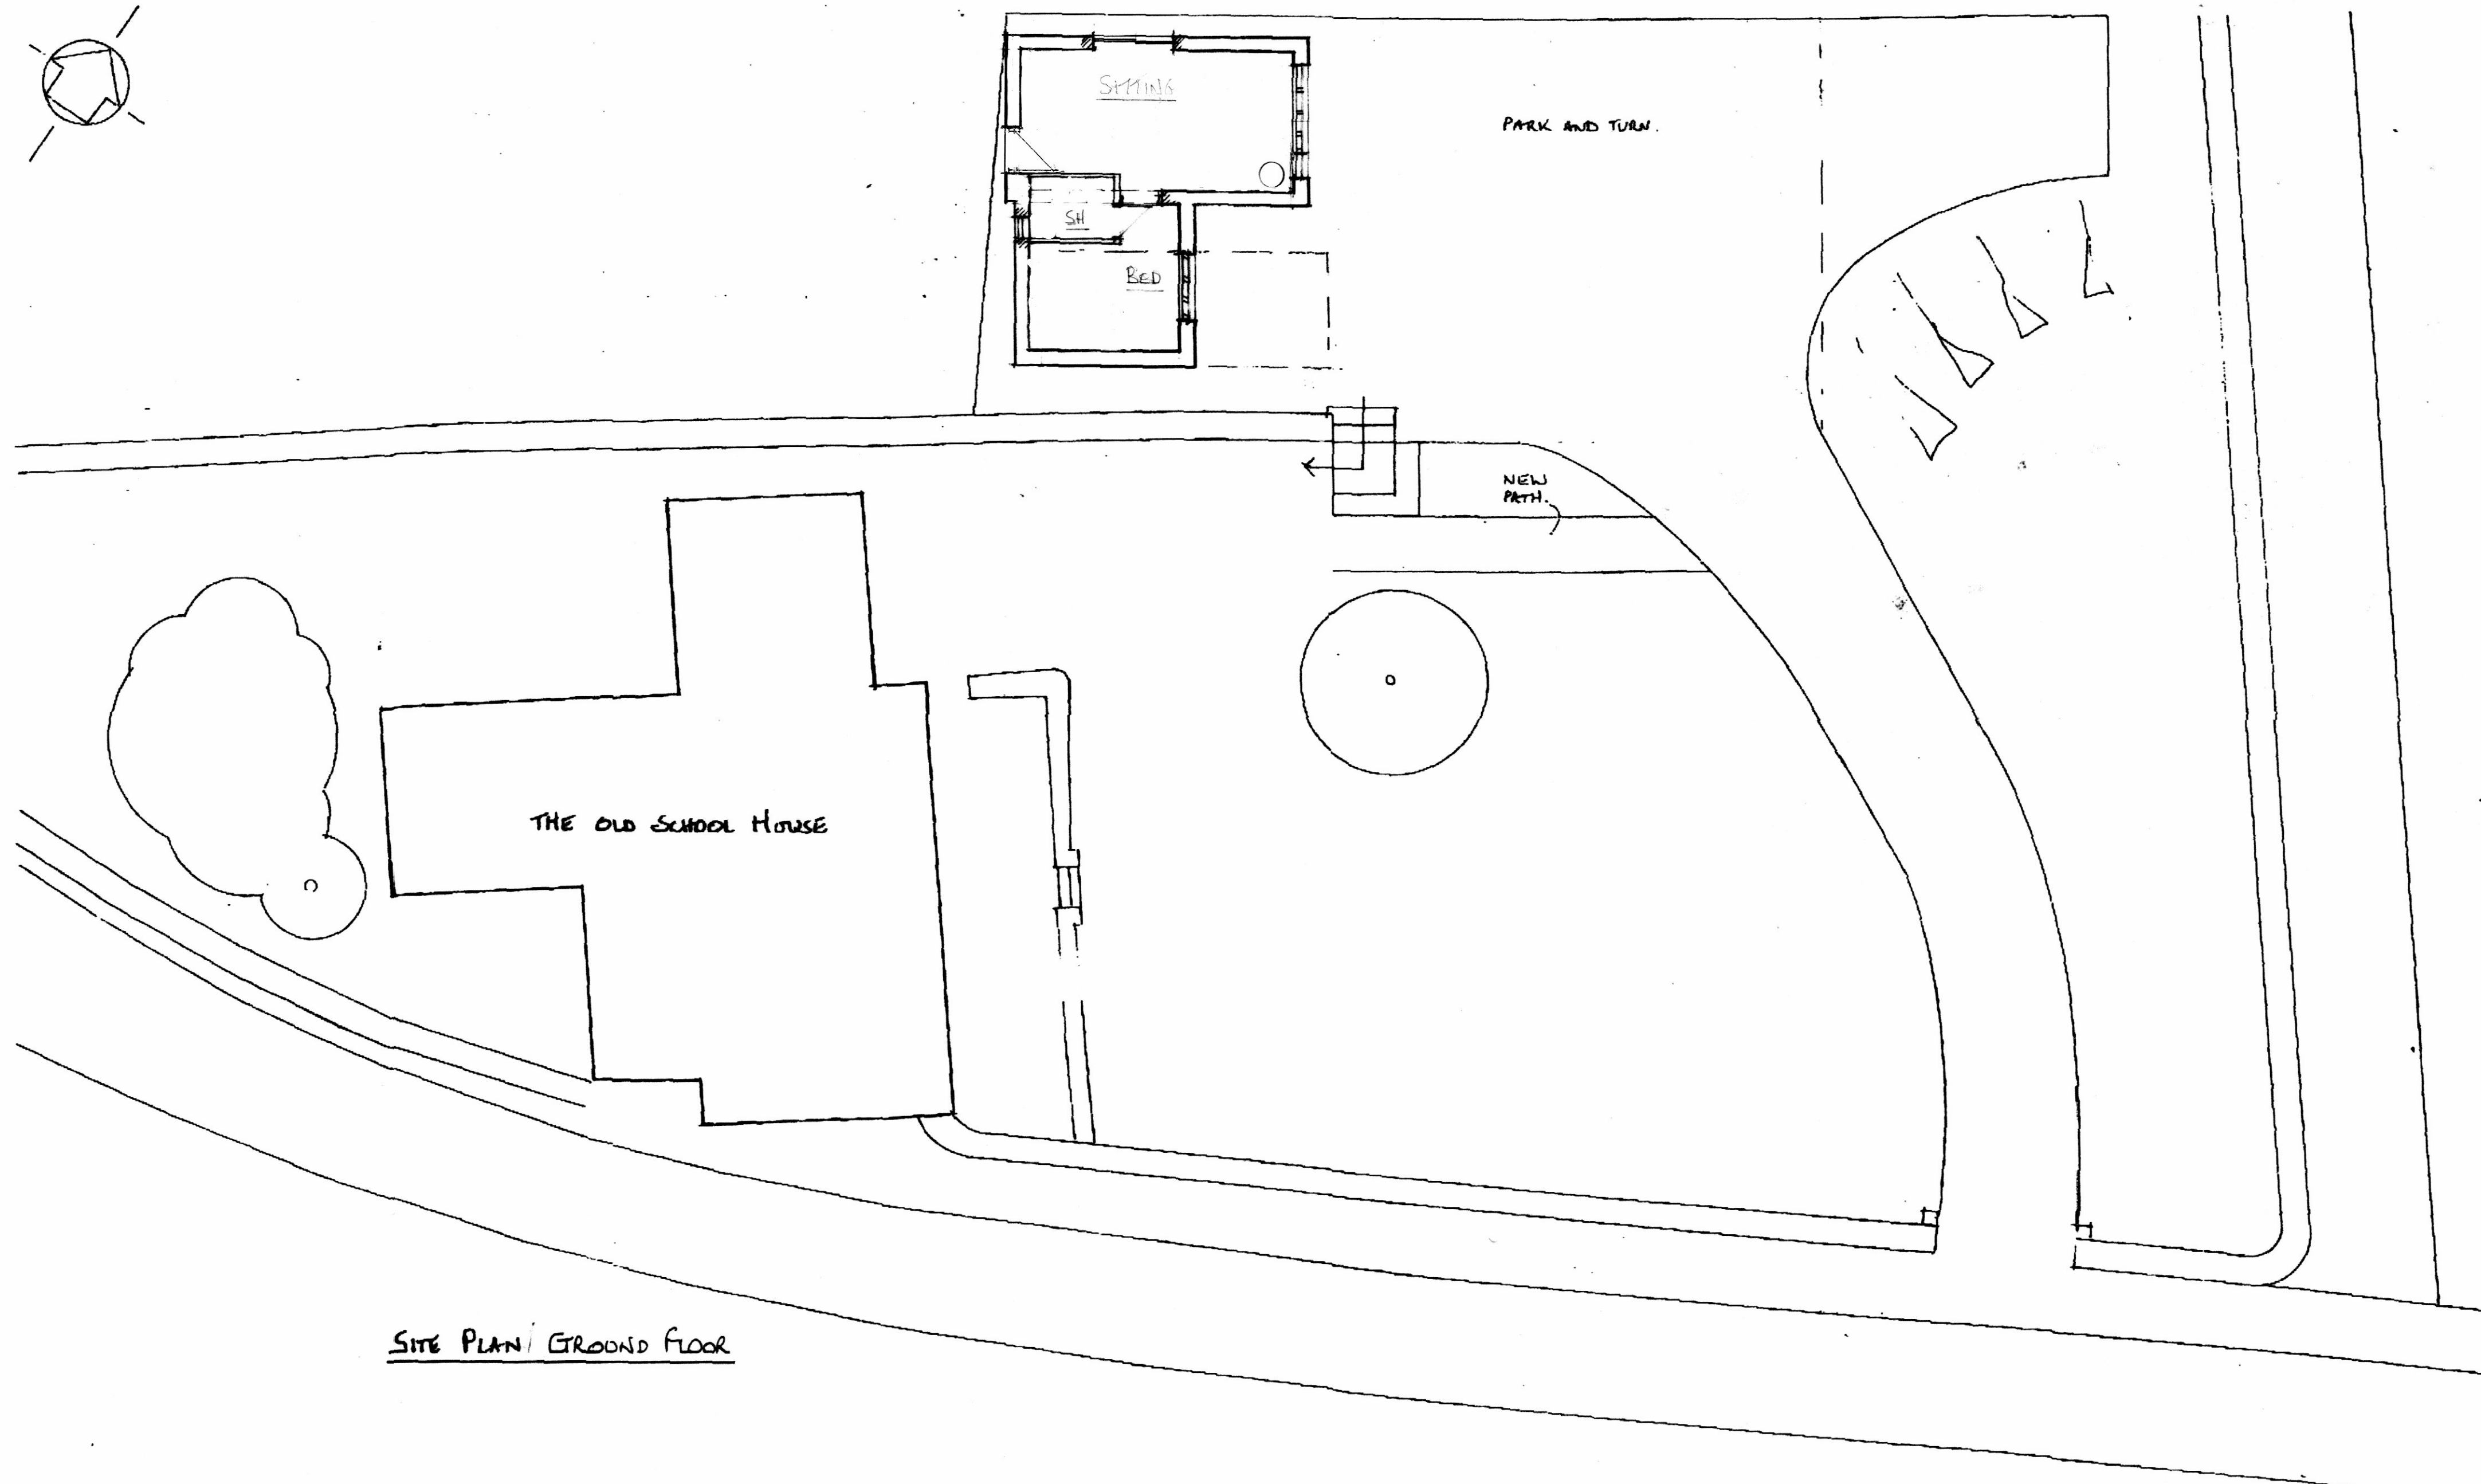 SITTING
PARK AND TURN.
SH
BED
NEW
PATH.
THE OLD SCHOOL HOUSE
SITE PLAN/ GROUND FLOOR